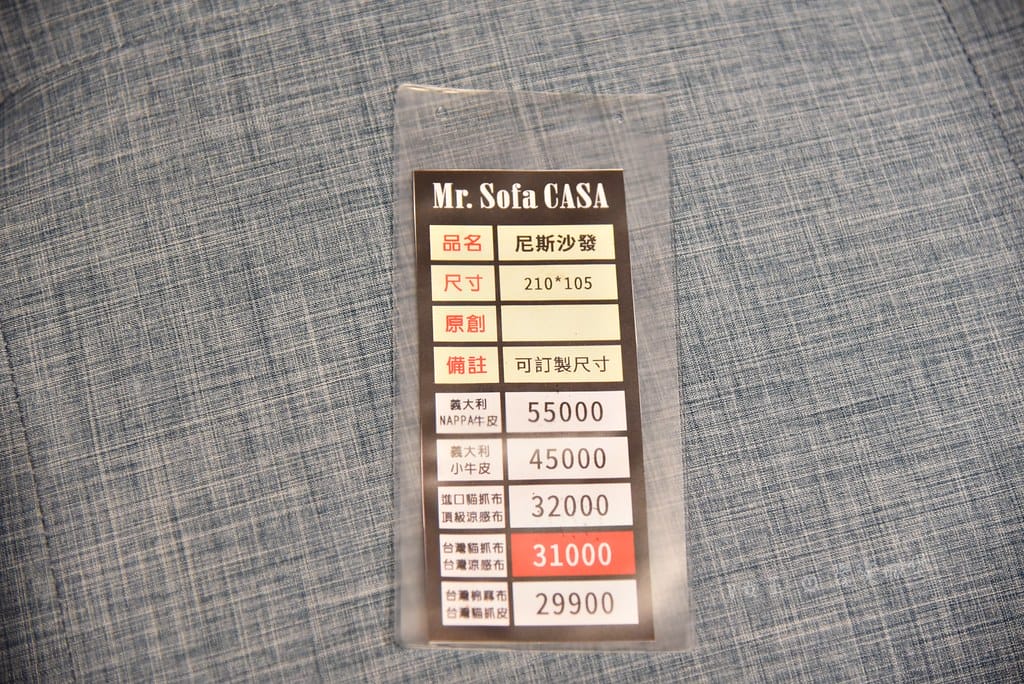 Mr. Sofa CASA
品名 尼斯沙發
尺寸 210*105
原創
備註 可訂製尺寸
義大利
NAPPA牛皮 55000
義大利
小牛皮 45000
進口貓抓布
頂級涼感布 32000
台灣貓抓布
台灣涼感布 31000
台灣棉麻布
台灣貓抓皮 29900